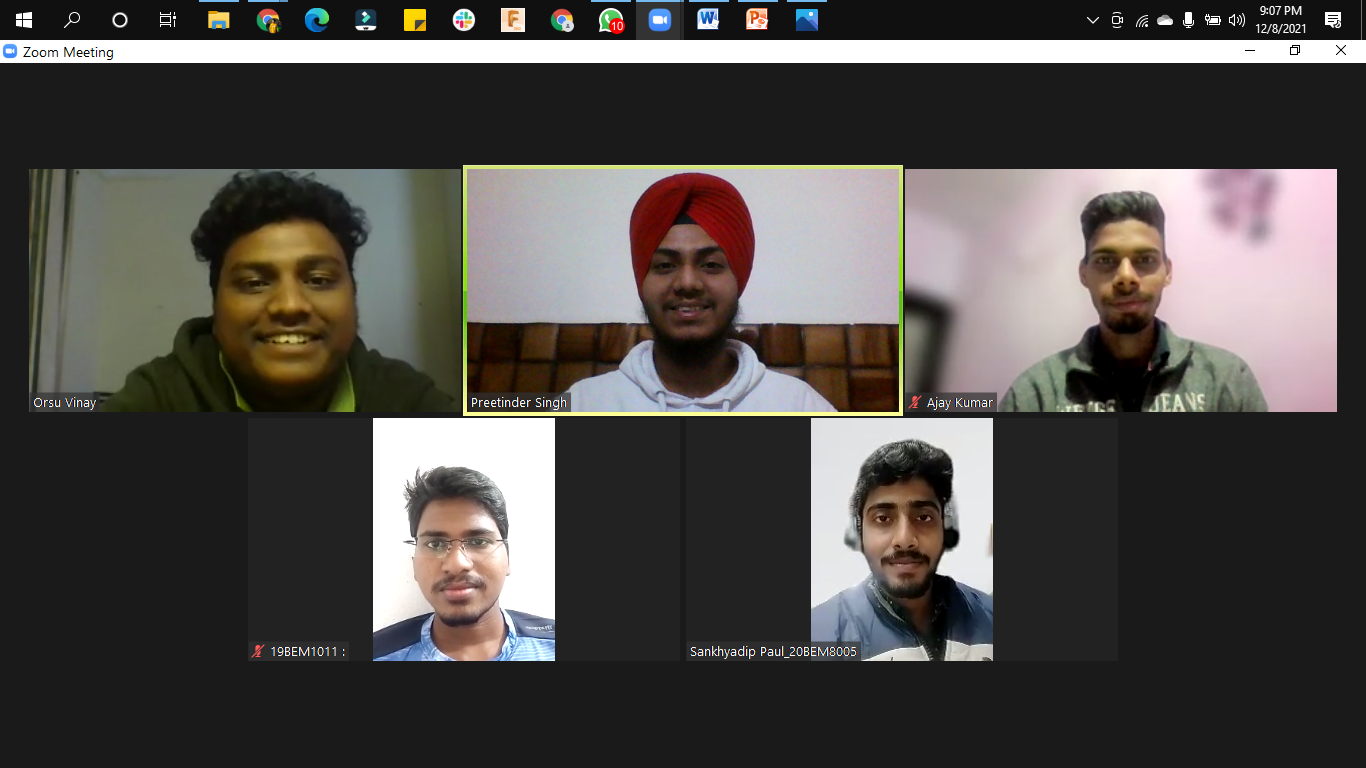 10
9:07 PM
12/8/2021
Zoom Meeting
Orsu Vinay
Preetinder Singh
Ajay Kumar
JEANS
19BEM1011 :
Sankhyadip Paul_20BEM8005